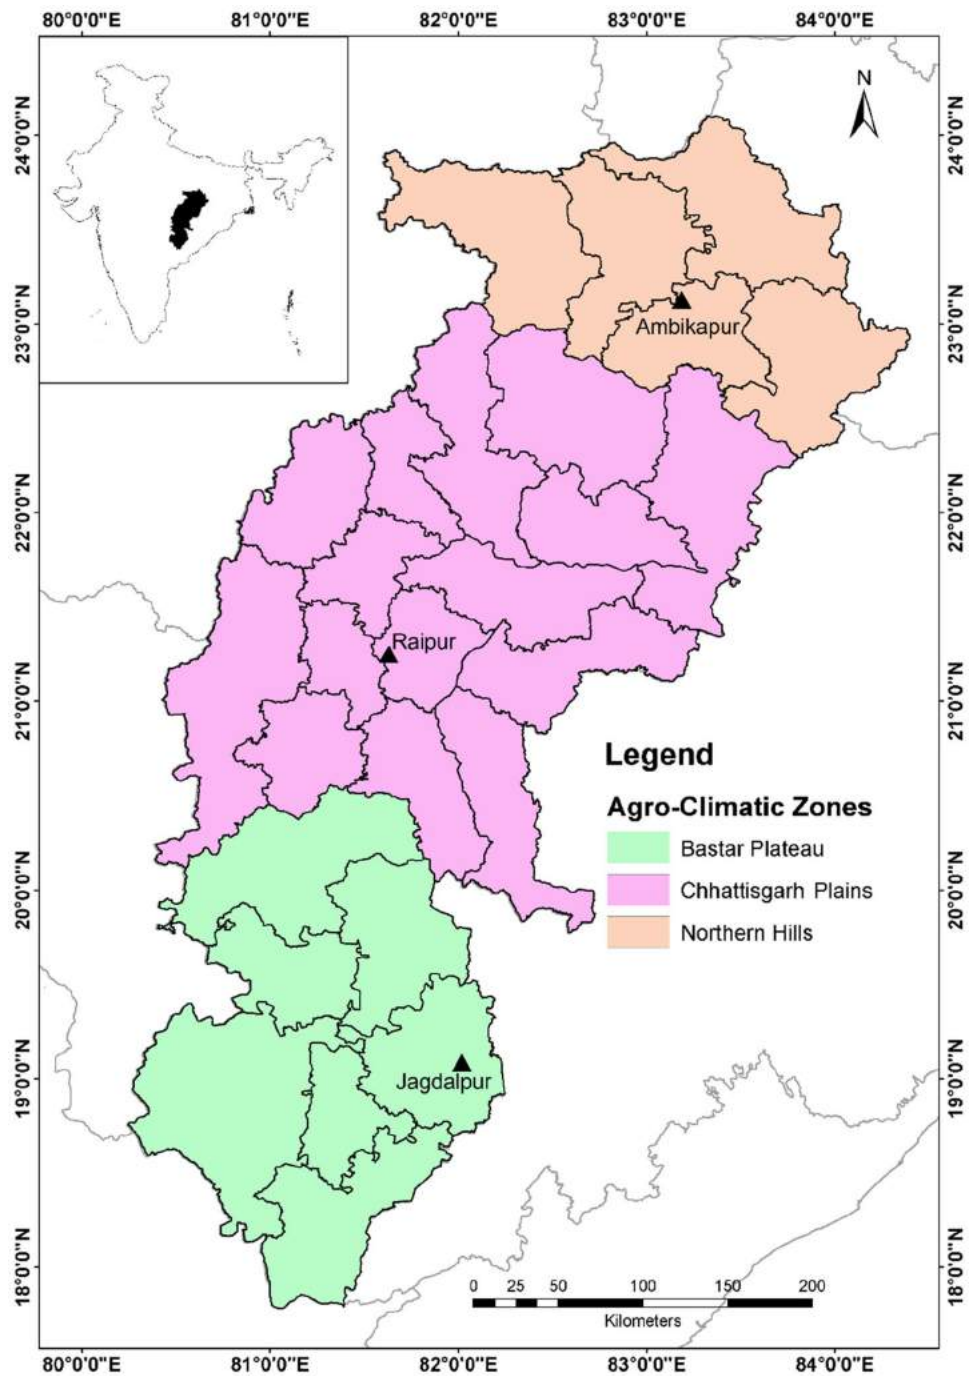 80°0'0"E 81°0'0"E 82°0'0"E 83°0'0"E 84°0'0"E
N
24°0'0"N 24°0'0"N
23°0'0"N 23°0'0"N
Ambikapur
22°0'0"N 22°0'0"N
Raipur
21°0'0"N 21°0'0"N
Legend
Agro-Climatic Zones
Bastar Plateau
Chhattisgarh Plains
Northern Hills
20°0'0"N 20°0'0"N
19°0'0"N 19°0'0"N
Jagdalpur
18°0'0"N 18°0'0"N
0 25 50 100 150 200
Kilometers
80°0'0"E 81°0'0"E 82°0'0"E 83°0'0"E 84°0'0"E